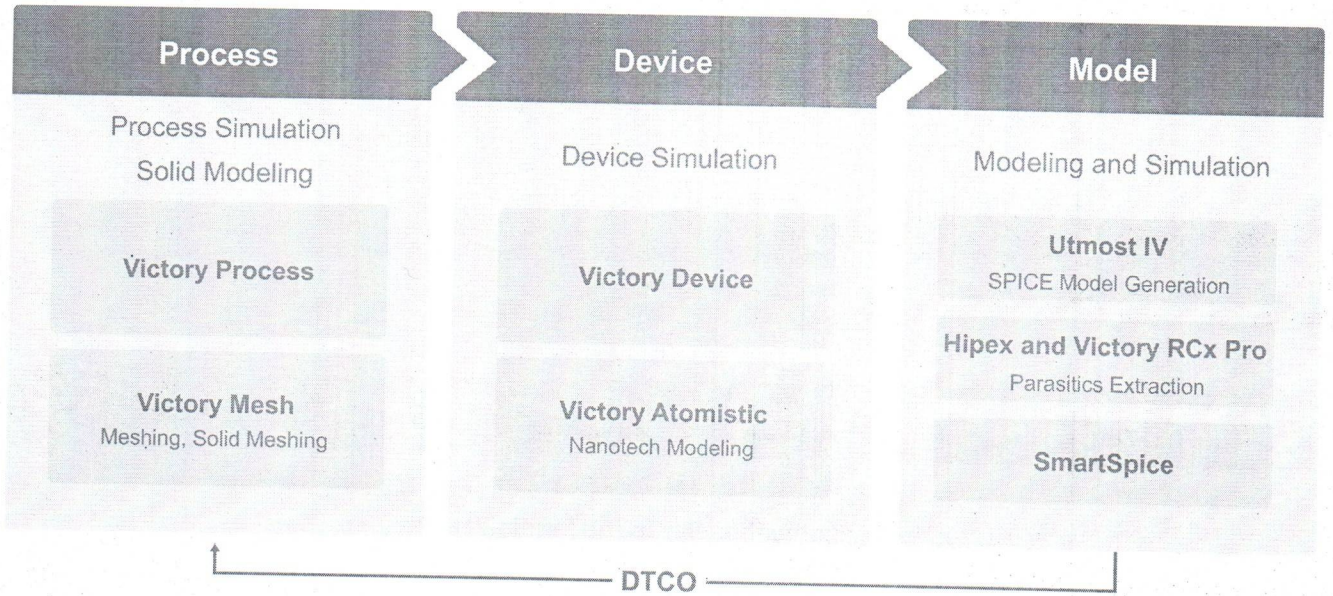 Process
Process Simulation
Solid Modeling
Victory Process
Victory Mesh
Meshing, Solid Meshing
Device
Device Simulation
Victory Device
Victory Atomistic
Nanotech Modeling
Model
Modeling and Simulation
Utmost IV
SPICE Model Generation
Hipex and Victory RCx Pro
Parasitics Extraction
SmartSpice
DTCO